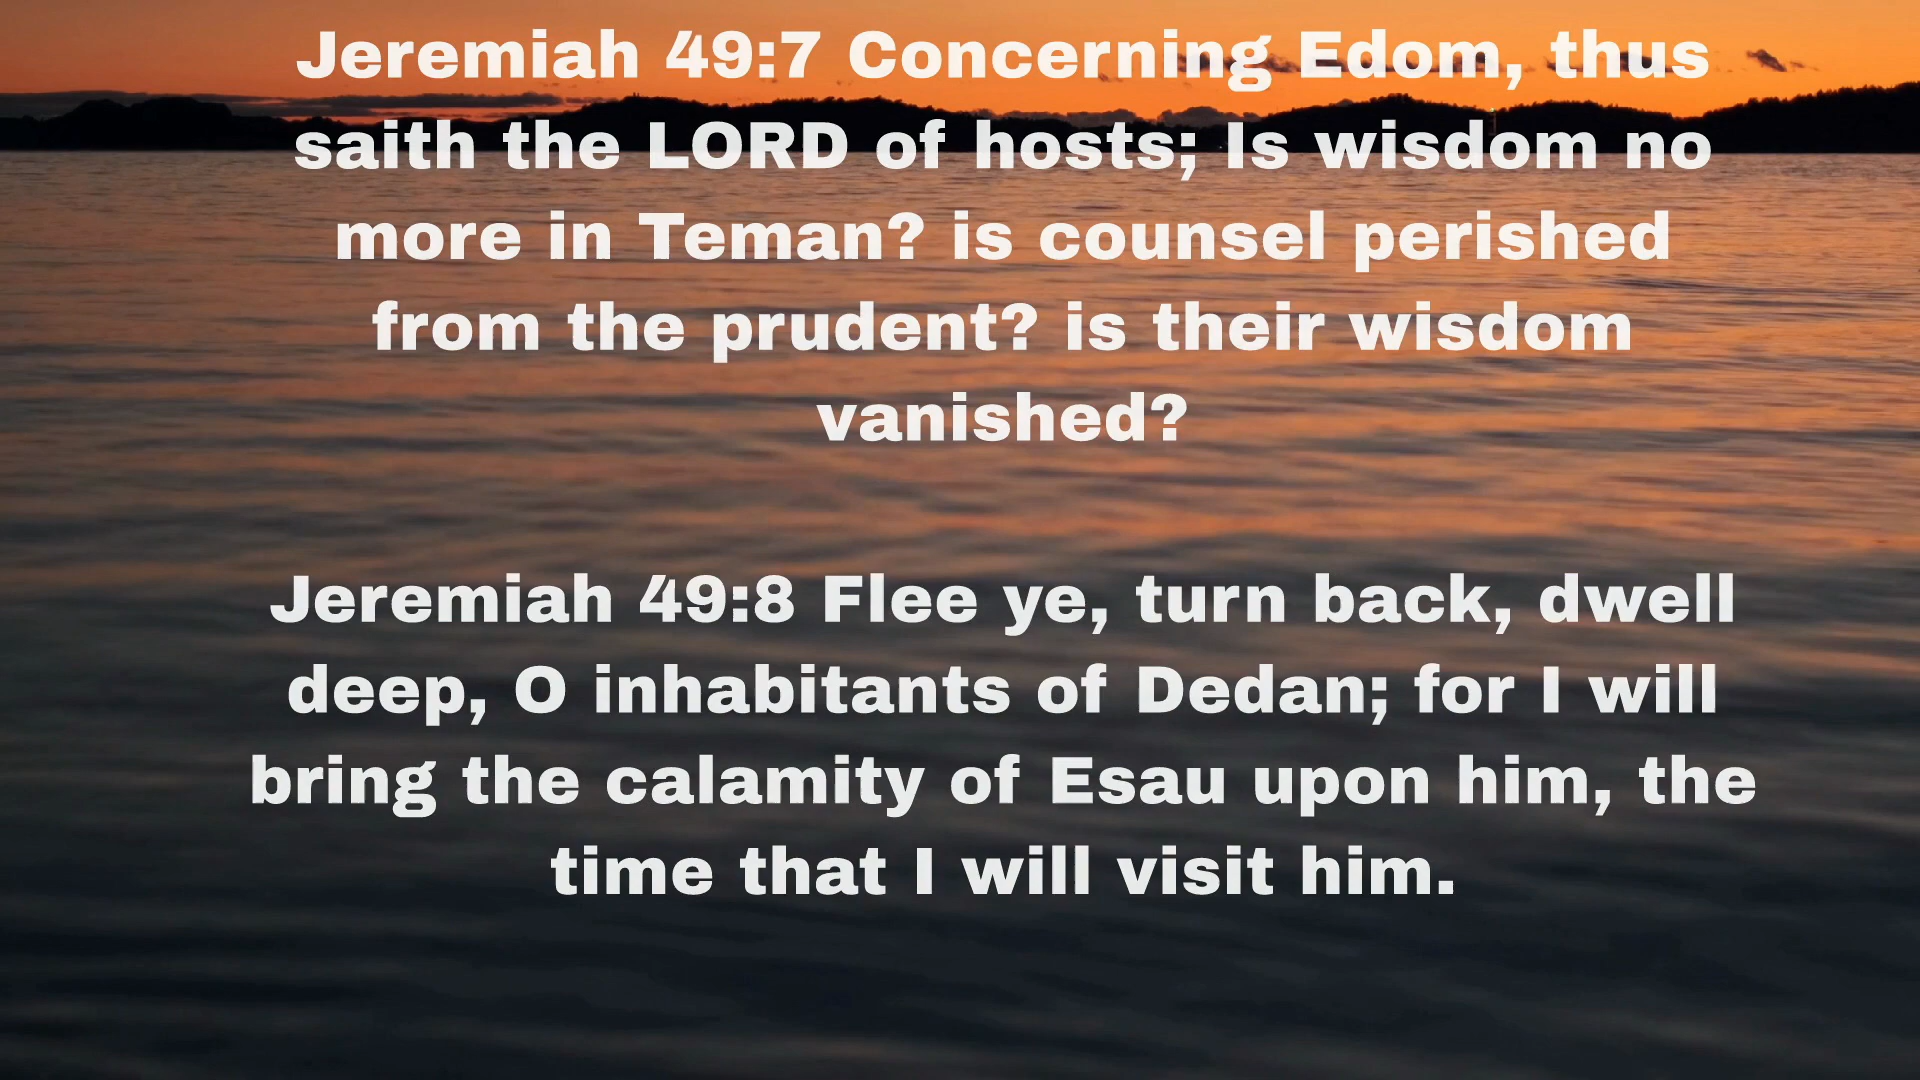 Jeremiah 49:7 Concerning Edom, thus
saith the LORD of hosts; Is wisdom no
more in Teman? is counsel perished
from the prudent? is their wisdom
vanished?
Jeremiah 49:8 Flee ye, turn back, dwell
deep, O inhabitants of Dedan; for I will
bring the calamity of Esau upon him, the
time that I will visit him.